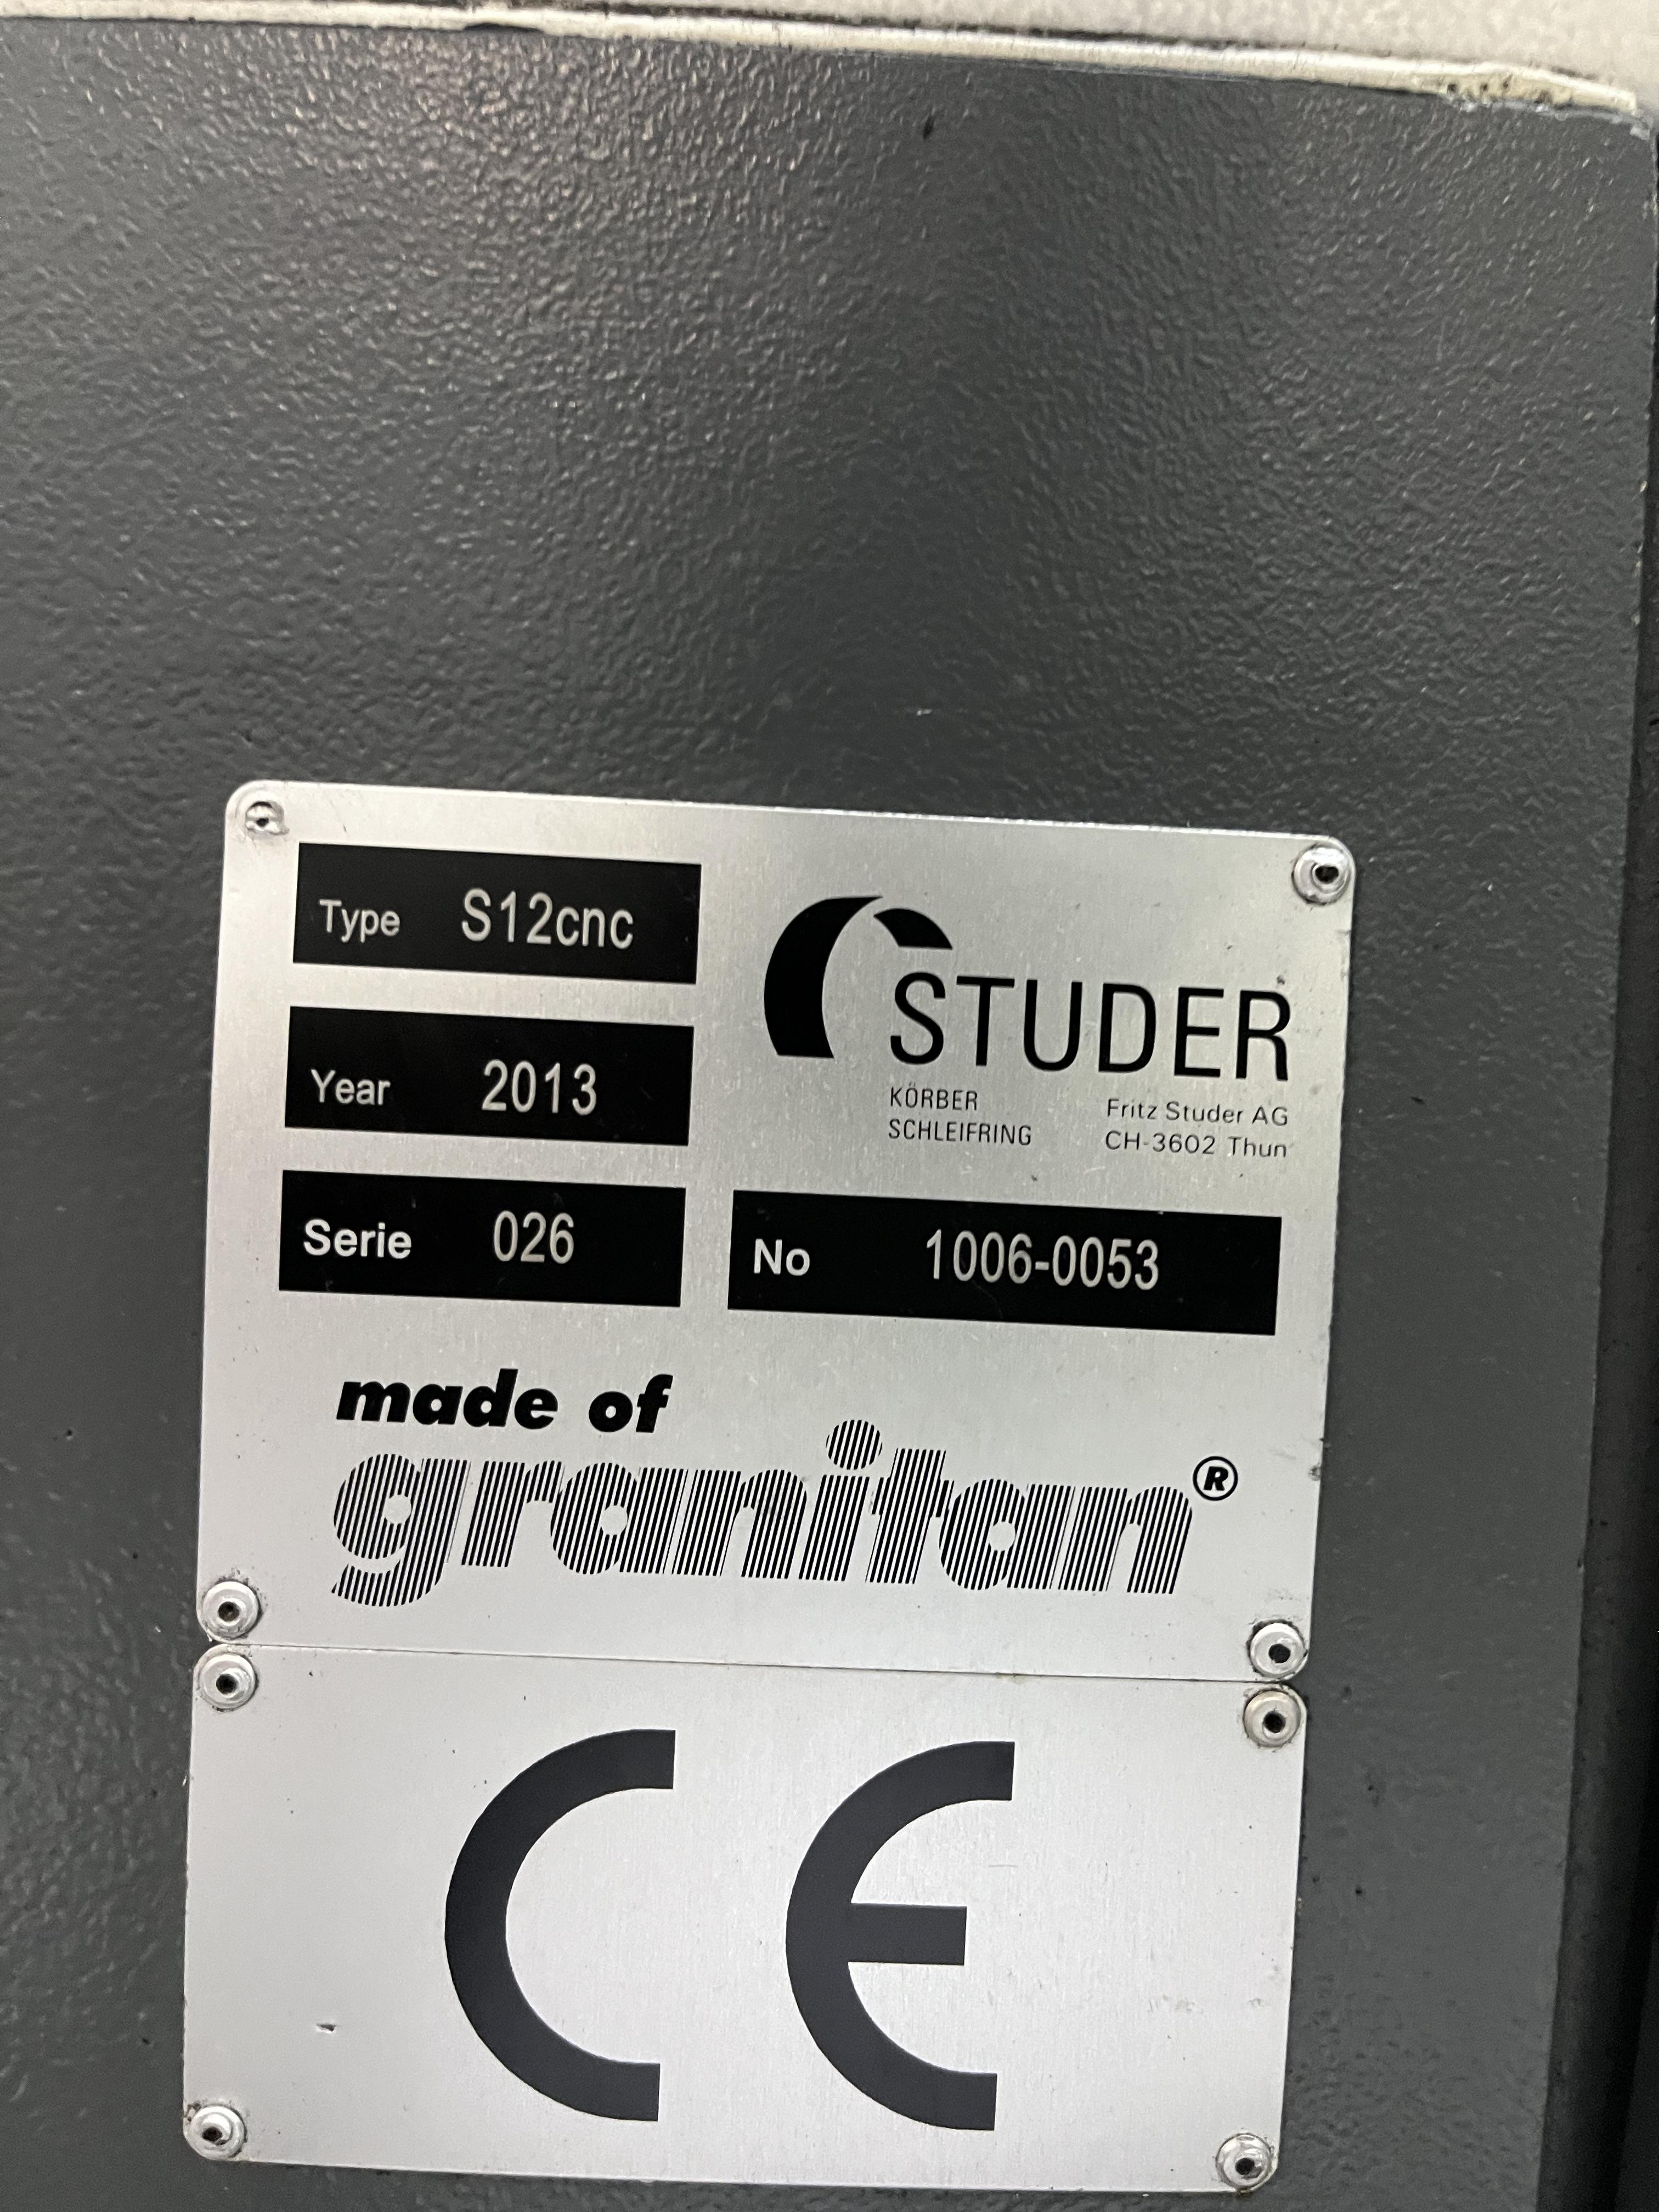 Type S12cnc
STUDER
Year 2013
KÖRBER
SCHLEIFRING
Fritz Studer AG
CH-3602 Thun
Serie 026
No 1006-0053
made of
granitan®
CE